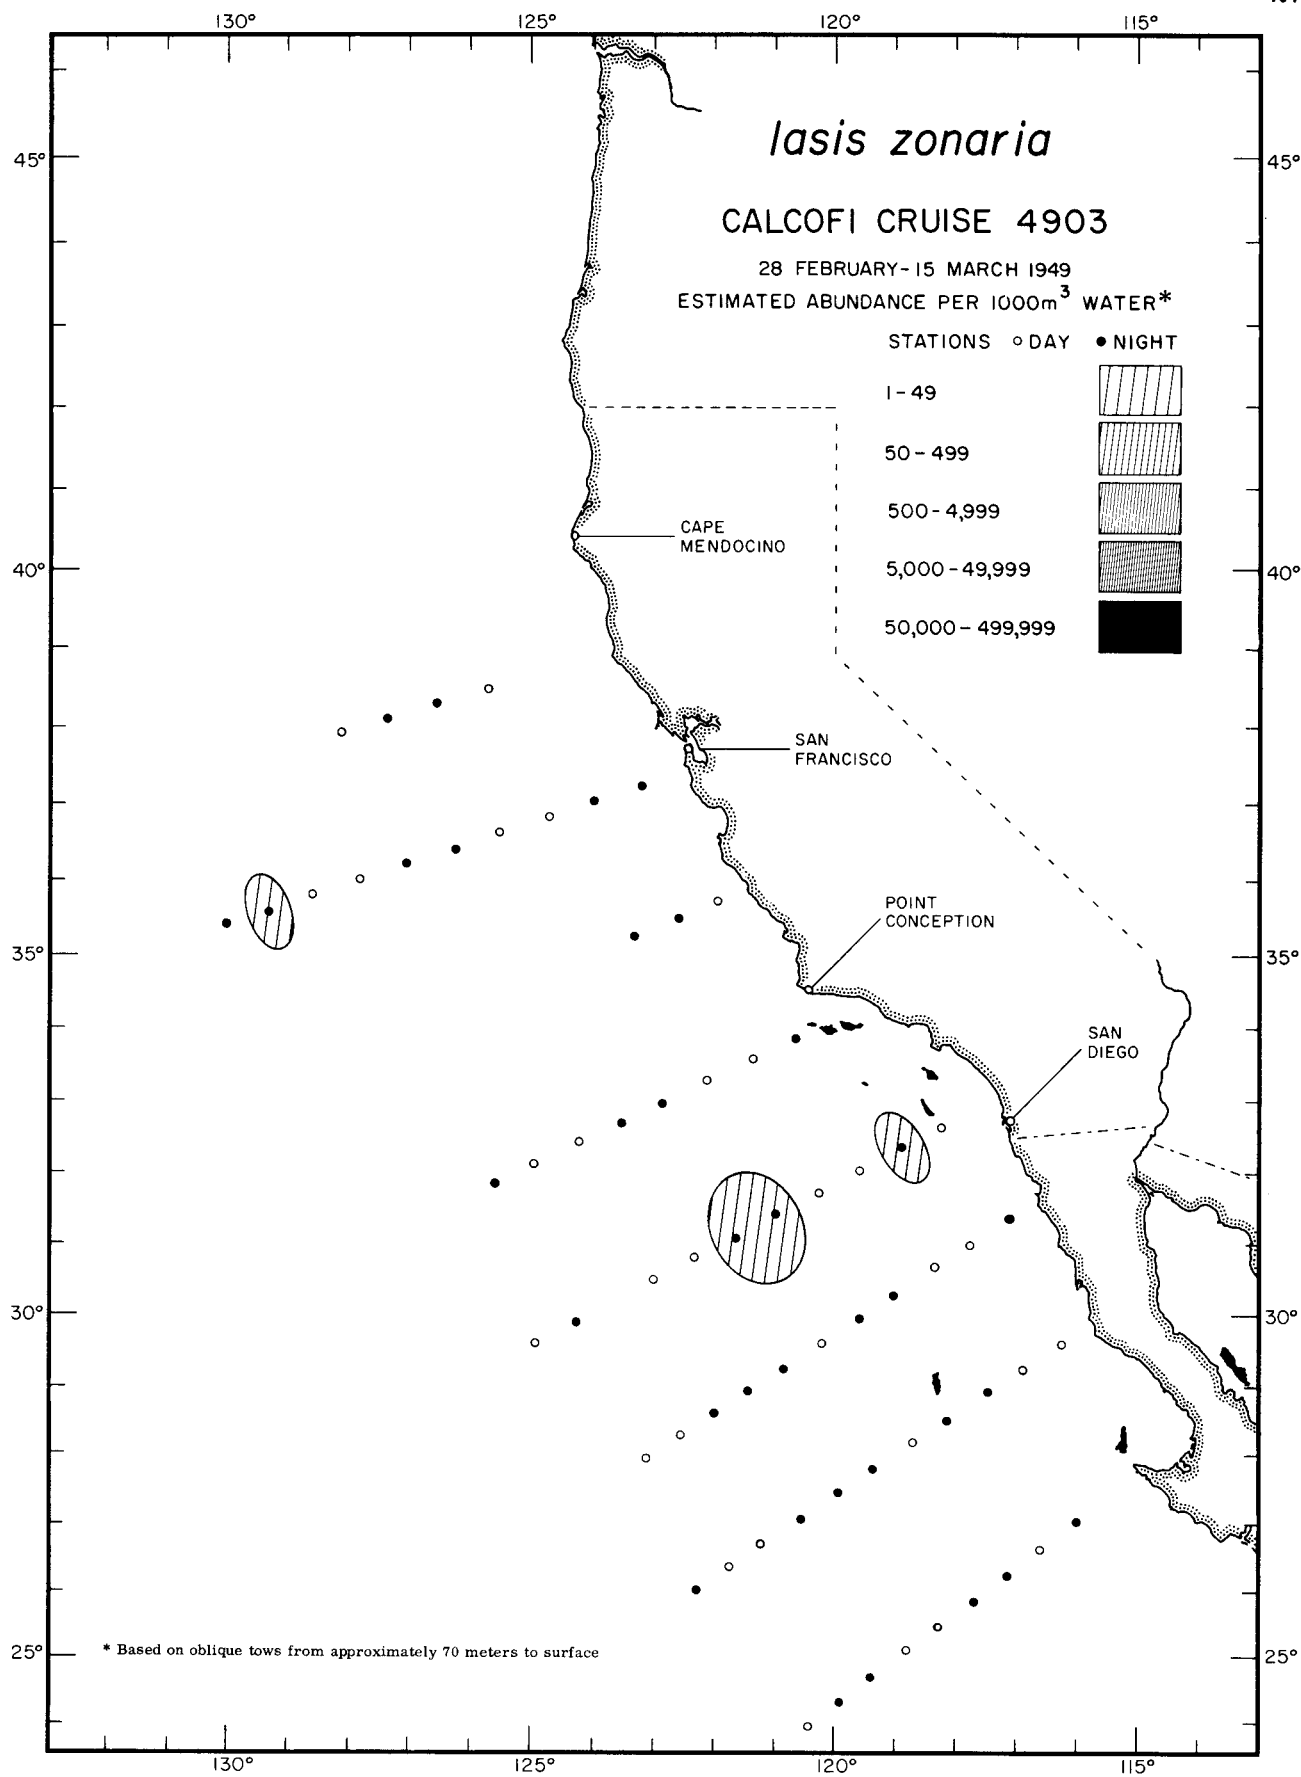 130° 125° 120° 115°
Iasis zonaria
45° 45°
CALCOFI CRUISE 4903
28 FEBRUARY-15 MARCH 1949
ESTIMATED ABUNDANCE PER 1000m³ WATER*
STATIONS ○ DAY ● NIGHT
1-49
50-499
500-4,999
5,000-49,999
50,000-499,999
CAPE
MENDOCINO
40° 40°
SAN
FRANCISCO
POINT
CONCEPTION
35° 35°
SAN
DIEGO
30° 30°
25° 25°
* Based on oblique tows from approximately 70 meters to surface
130° 125° 120° 115°